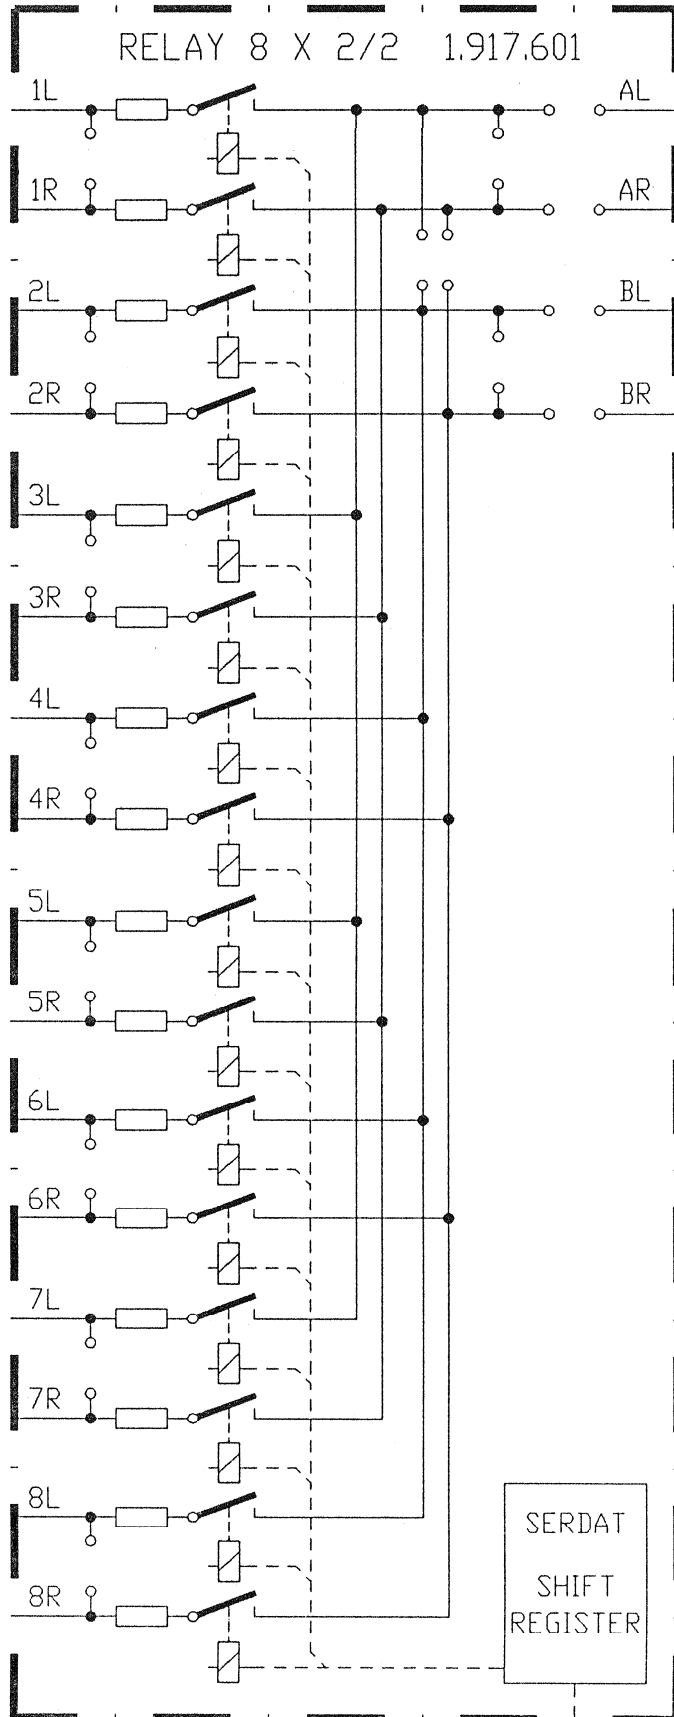 RELAY 8 X 2/2 1.917.601
1L AL
1R AR
2L BL
2R BR
3L
3R
4L
4R
5L
5R
6L
6R
7L
7R
8L
8R
SERDAT
SHIFT
REGISTER